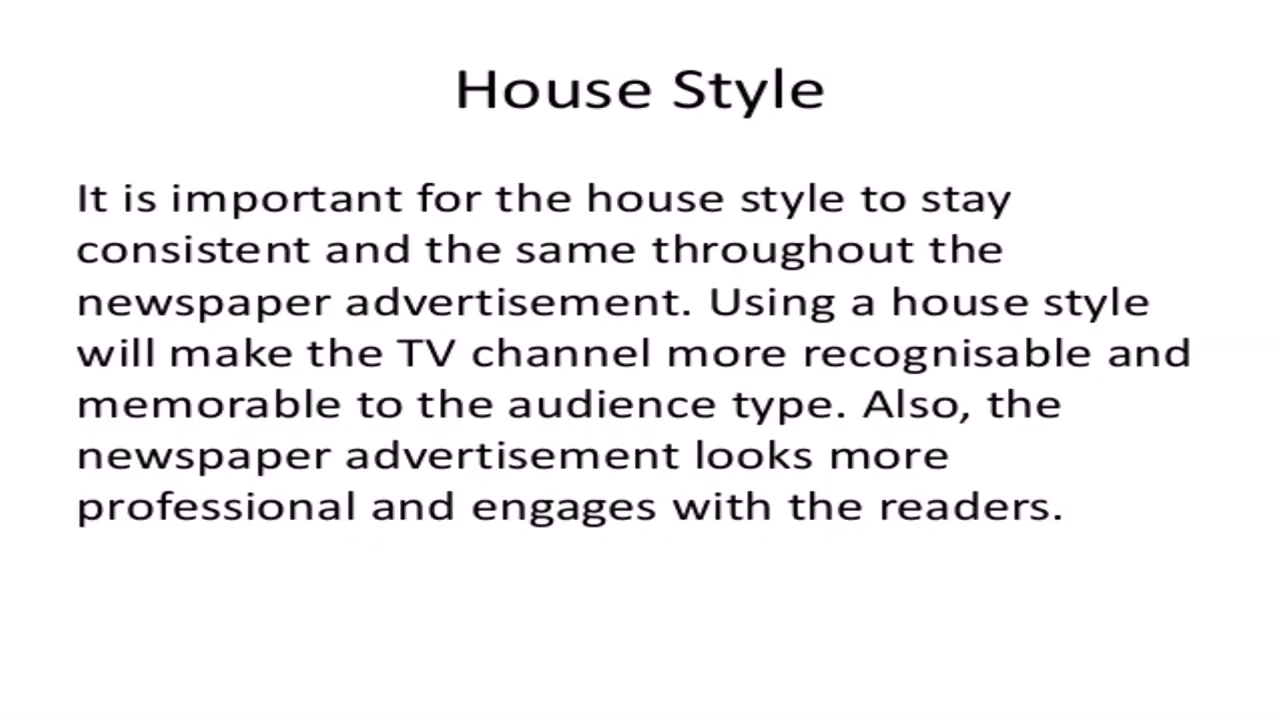 House Style
It is important for the house style to stay
consistent and the same throughout the
newspaper advertisement. Using a house style
will make the TV channel more recognisable and
memorable to the audience type. Also, the
newspaper advertisement looks more
professional and engages with the readers.